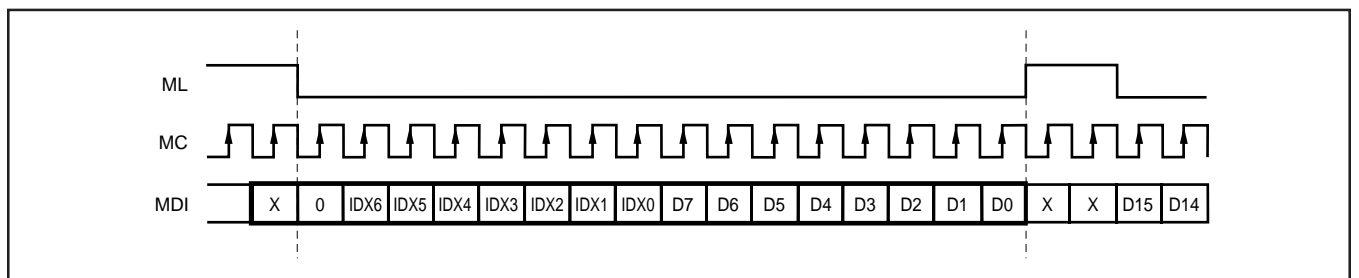 ML
MC
MDI X 0 IDX6 IDX5 IDX4 IDX3 IDX2 IDX1 IDX0 D7 D6 D5 D4 D3 D2 D1 D0 X X D15 D14